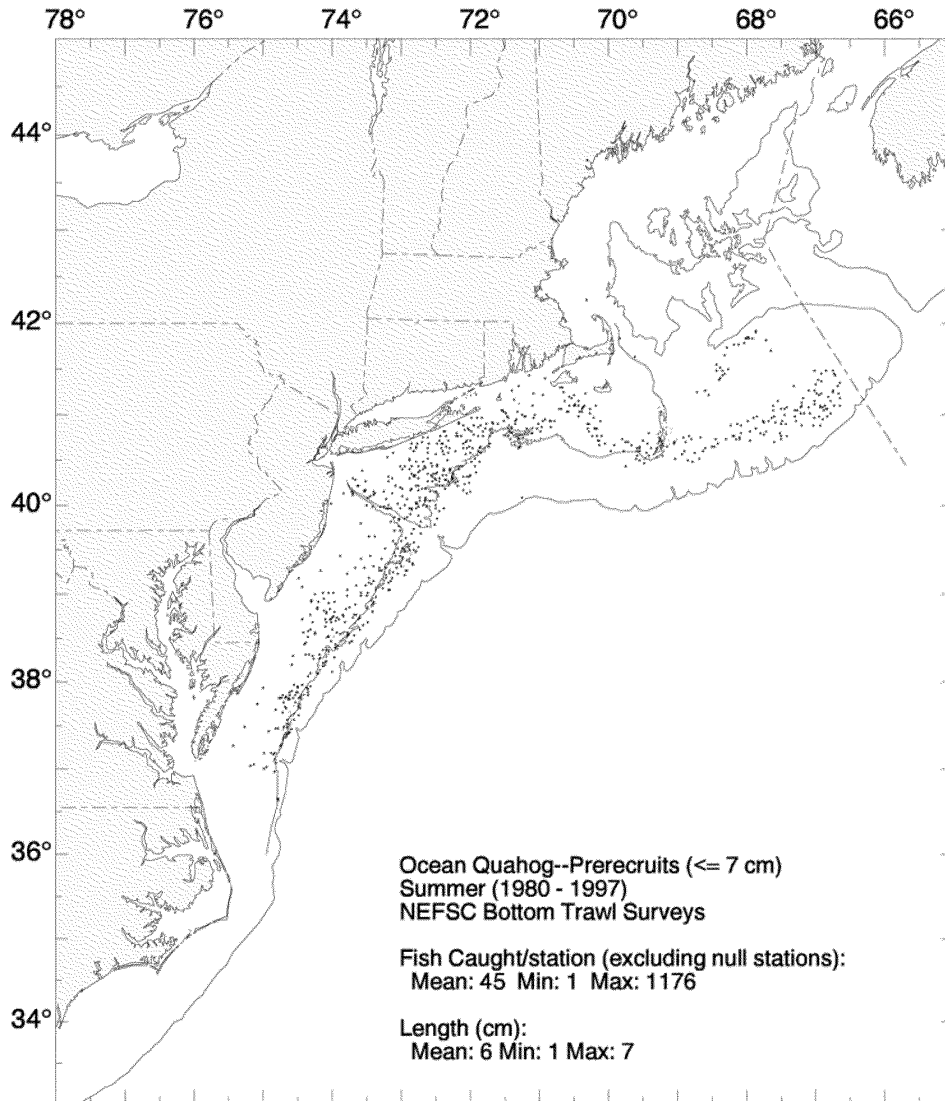 78° 76° 74° 72° 70° 68° 66°
44°
42°
40°
38°
36°
34°
Ocean Quahog--Prerecruits (<= 7 cm)
Summer (1980 - 1997)
NEFSC Bottom Trawl Surveys
Fish Caught/station (excluding null stations):
Mean: 45 Min: 1 Max: 1176
Length (cm):
Mean: 6 Min: 1 Max: 7